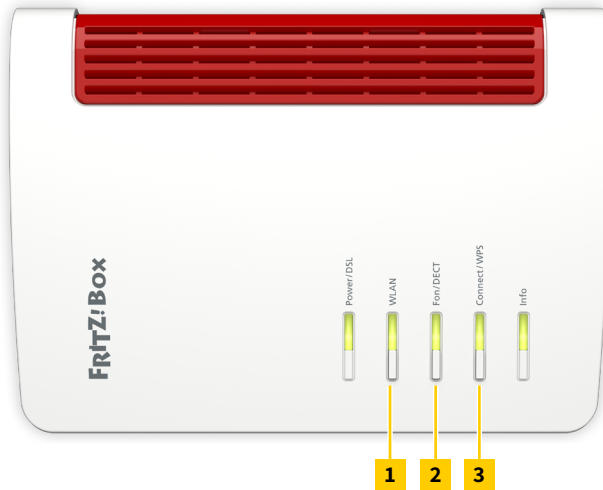 FRITZ!Box
Power/DSL
WLAN
Fon/DECT
Connect/WPS
Info
1
2
3